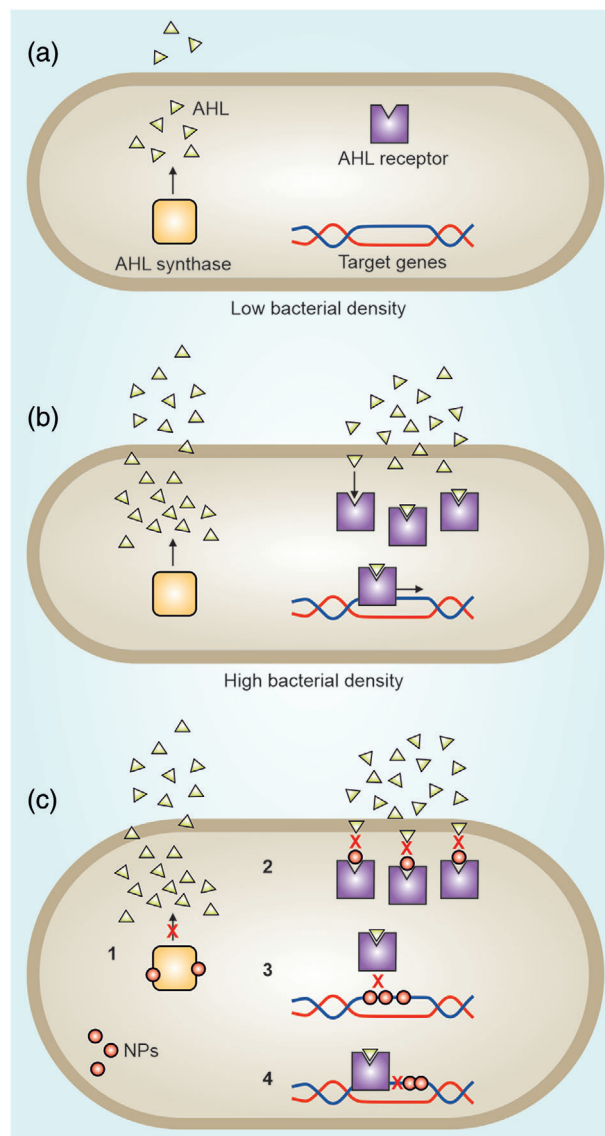 (a)
AHL
AHL receptor
AHL synthase
Target genes
Low bacterial density
(b)
High bacterial density
(c)
X
X
X
2
X
1
3
X
NPs
4
X